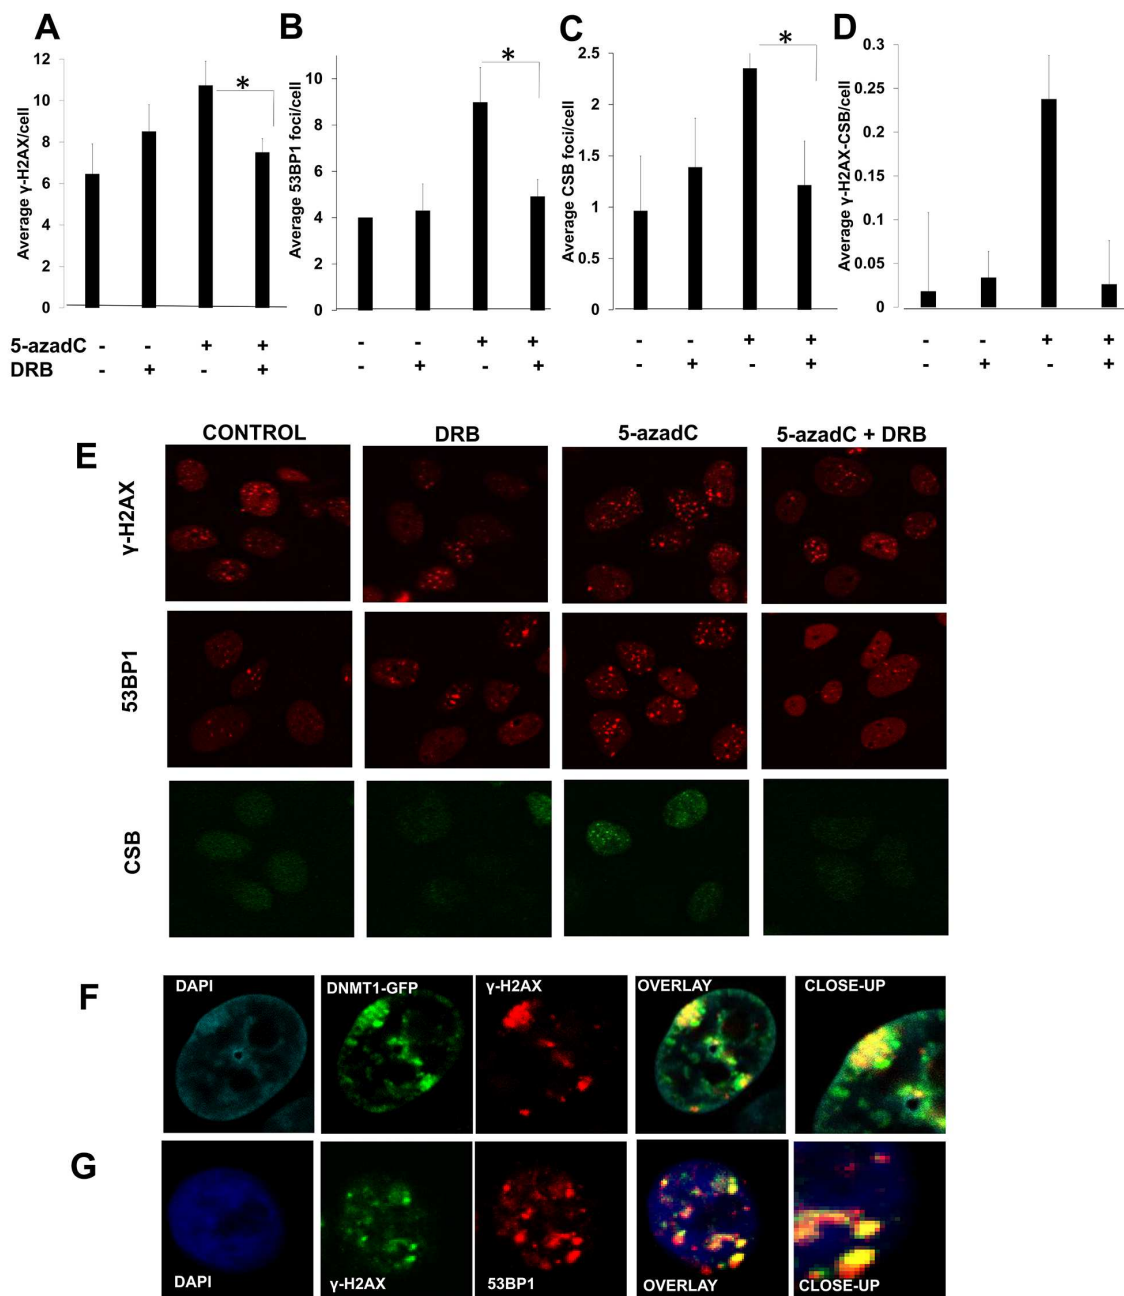 A
Average γ-H2AX/cell
12
10
8
6
4
2
0
*
B
Average 53BP1 foci/cell
10
8
6
4
2
0
*
C
Average CSB foci/cell
2.5
2
1.5
1
0.5
0
*
D
Average γ-H2AX-CSB/cell
0.3
0.25
0.2
0.15
0.1
0.05
0
5-azadC - - + + - - + + - - + + - - + +
DRB - + - + - + - + - + - + - + - +
E
CONTROL DRB 5-azadC 5-azadC + DRB
γ-H2AX
53BP1
CSB
F
DAPI DNMT1-GFP γ-H2AX OVERLAY CLOSE-UP
G
DAPI γ-H2AX 53BP1 OVERLAY CLOSE-UP